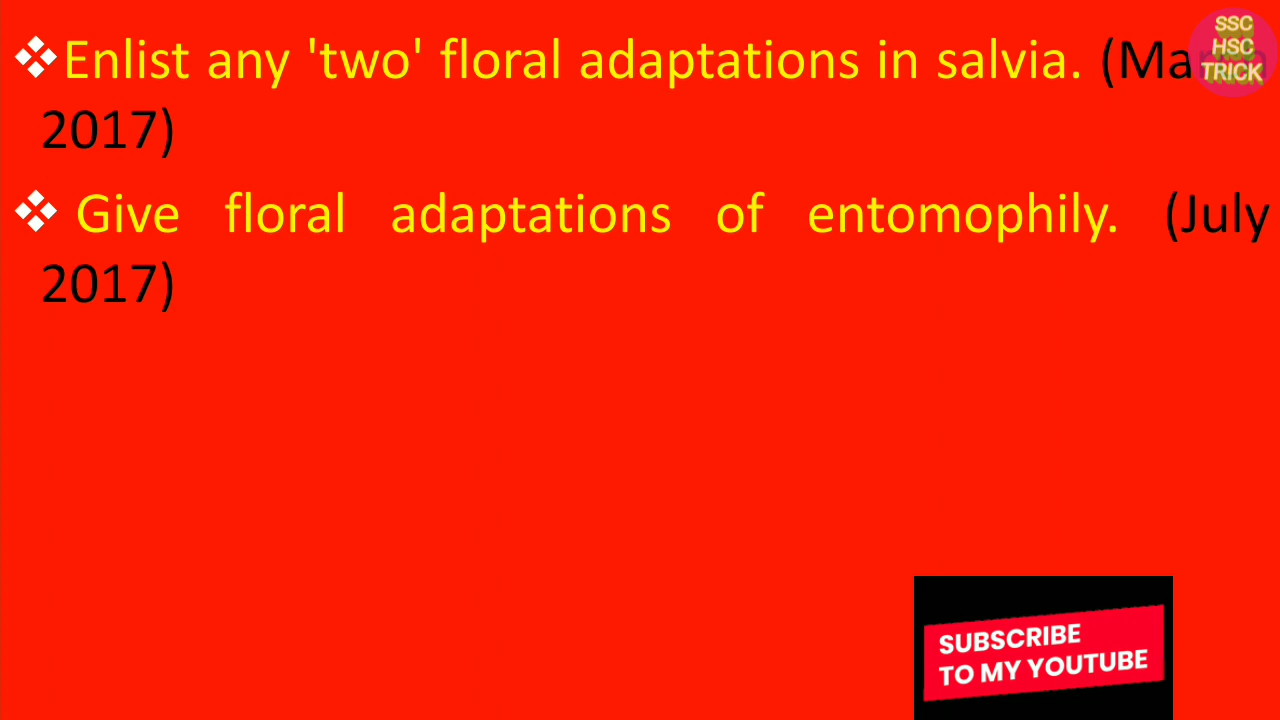 ❖Enlist any 'two' floral adaptations in salvia. (Ma
2017)
❖ Give floral adaptations of entomophily. (July
2017)
SSC
HSC
TRICK
SUBSCRIBE
TO MY YOUTUBE